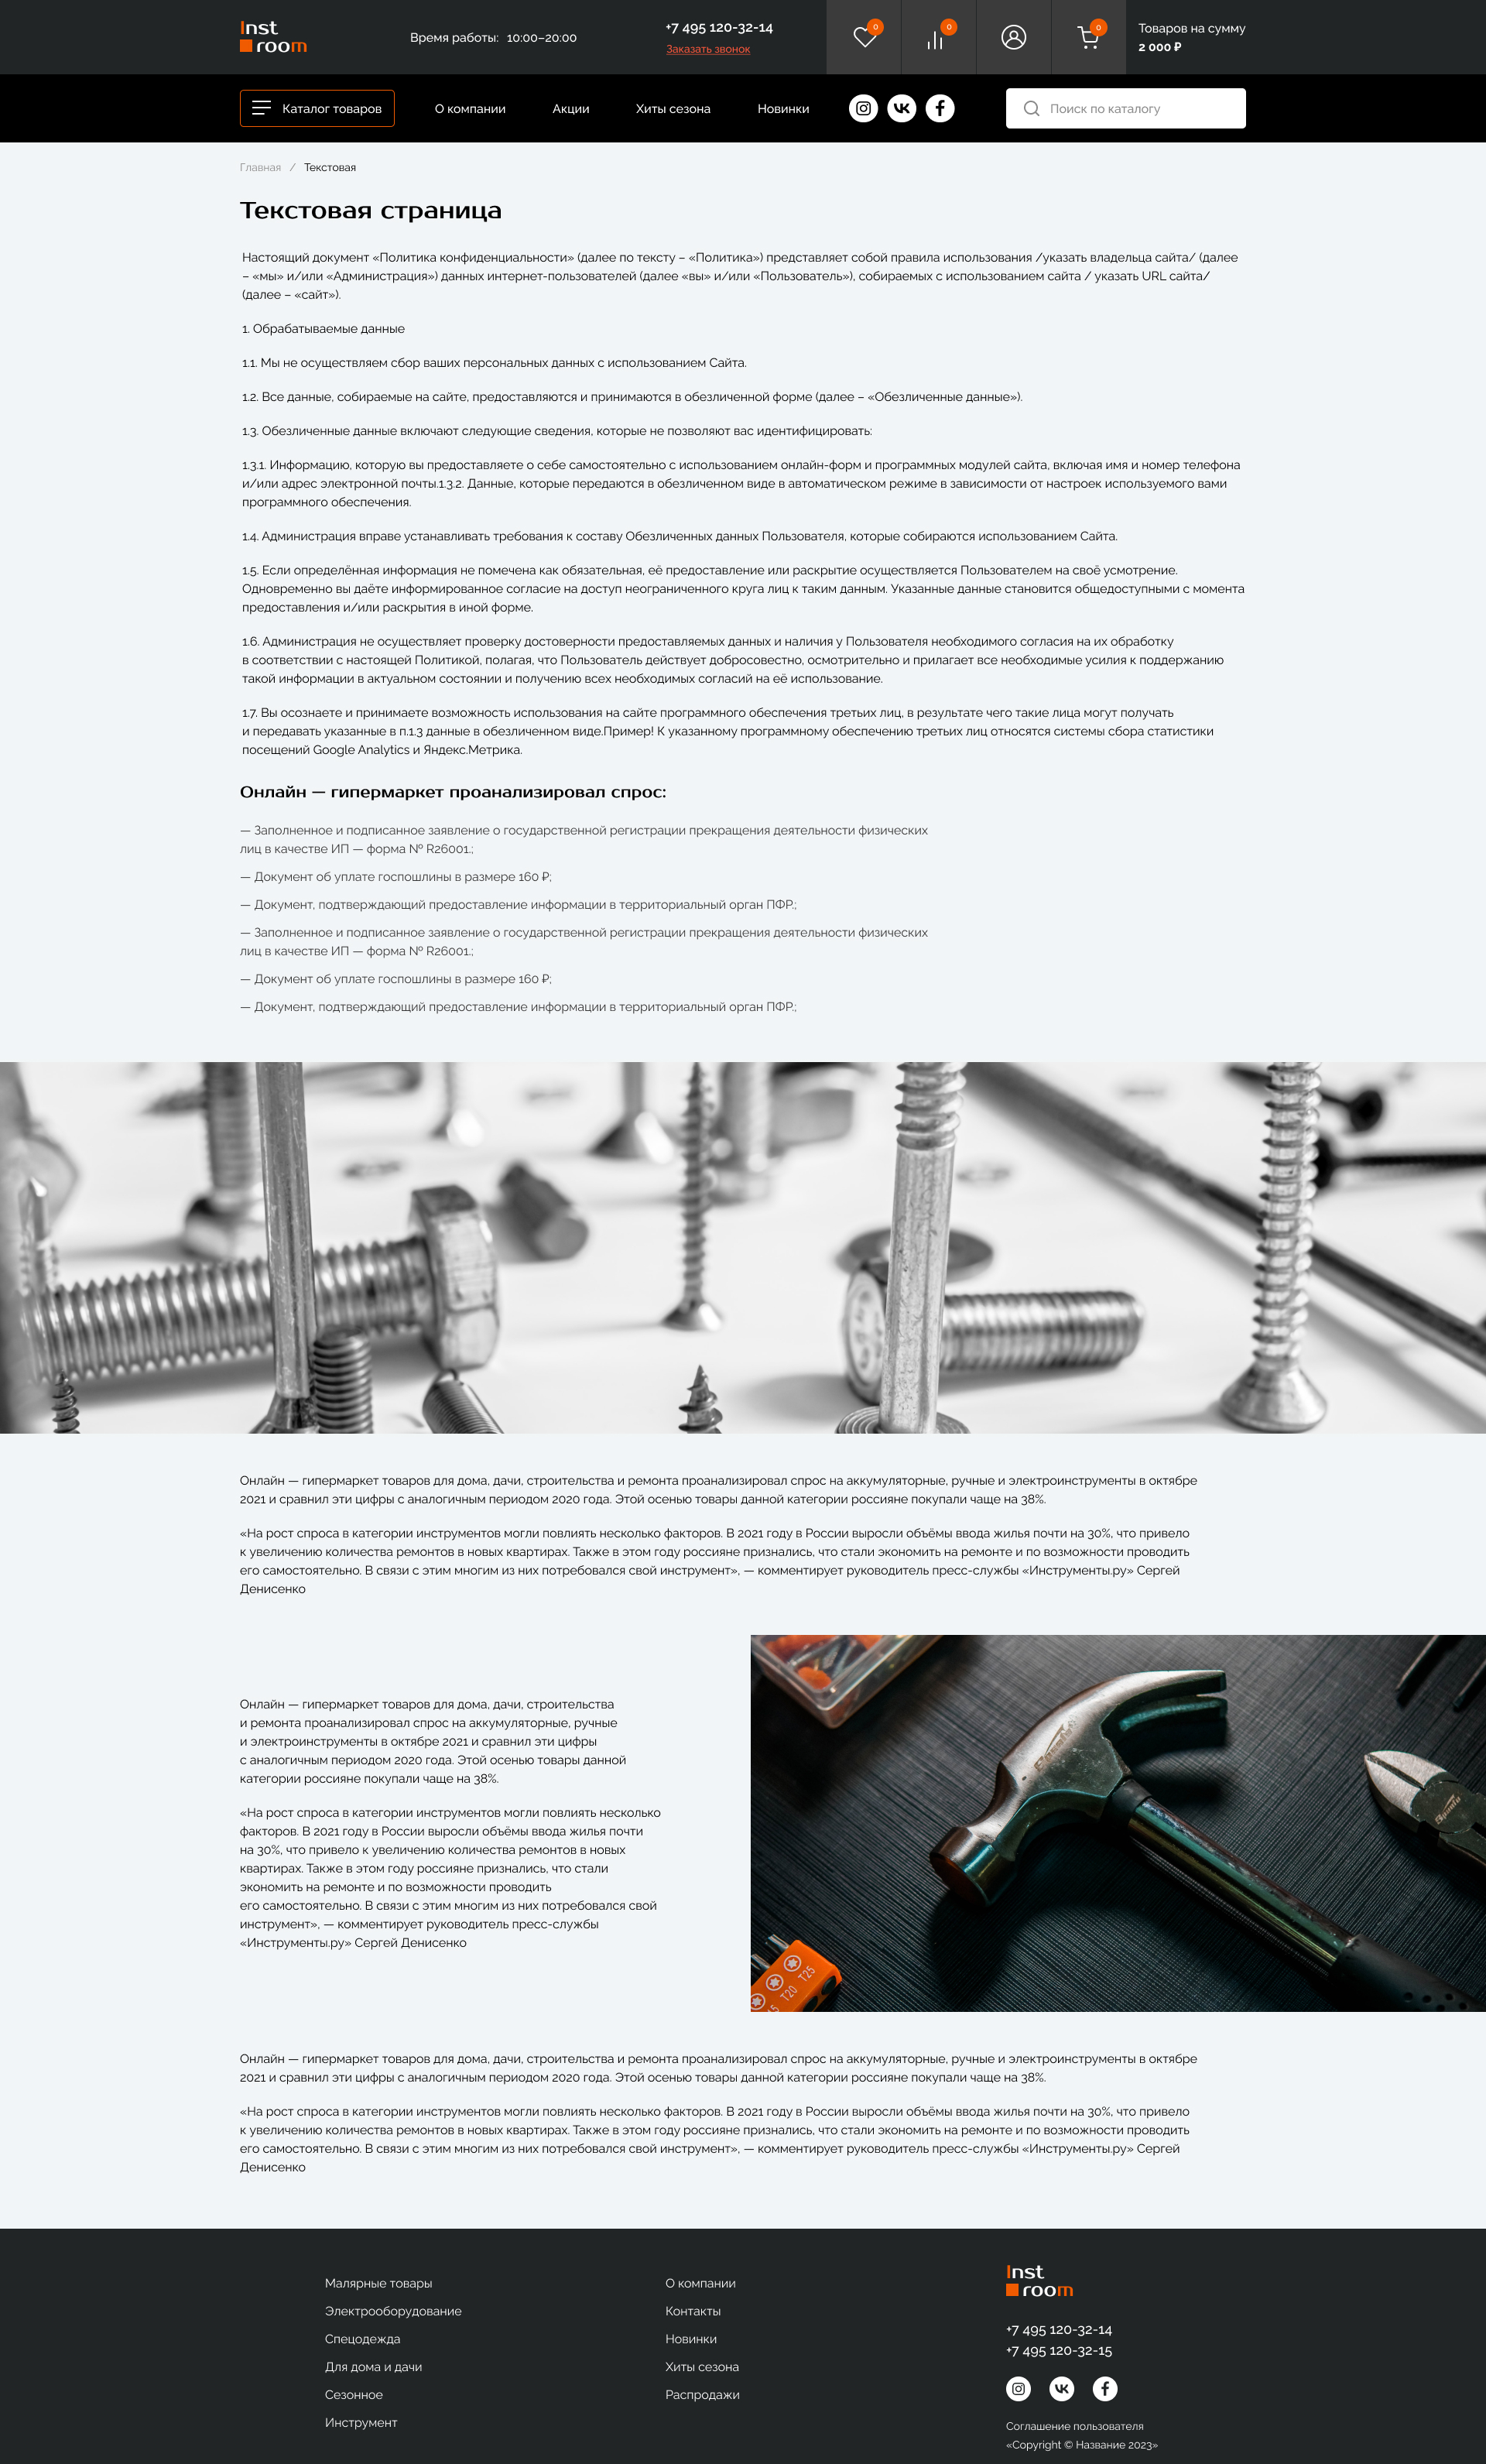 Inst
room
Время работы: 10:00–20:00
+7 495 120-32-14
Заказать звонок
0
0
0
Товаров на сумму
2 000 ₽
Каталог товаров
О компании
Акции
Хиты сезона
Новинки
Поиск по каталогу
Главная / Текстовая
Текстовая страница
Настоящий документ «Политика конфиденциальности» (далее по тексту – «Политика») представляет собой правила использования /указать владельца сайта/ (далее
– «мы» и/или «Администрация») данных интернет-пользователей (далее «вы» и/или «Пользователь»), собираемых с использованием сайта / указать URL сайта/
(далее – «сайт»).
1. Обрабатываемые данные
1.1. Мы не осуществляем сбор ваших персональных данных с использованием Сайта.
1.2. Все данные, собираемые на сайте, предоставляются и принимаются в обезличенной форме (далее – «Обезличенные данные»).
1.3. Обезличенные данные включают следующие сведения, которые не позволяют вас идентифицировать:
1.3.1. Информацию, которую вы предоставляете о себе самостоятельно с использованием онлайн-форм и программных модулей сайта, включая имя и номер телефона
и/или адрес электронной почты.1.3.2. Данные, которые передаются в обезличенном виде в автоматическом режиме в зависимости от настроек используемого вами
программного обеспечения.
1.4. Администрация вправе устанавливать требования к составу Обезличенных данных Пользователя, которые собираются использованием Сайта.
1.5. Если определённая информация не помечена как обязательная, её предоставление или раскрытие осуществляется Пользователем на своё усмотрение.
Одновременно вы даёте информированное согласие на доступ неограниченного круга лиц к таким данным. Указанные данные становится общедоступными с момента
предоставления и/или раскрытия в иной форме.
1.6. Администрация не осуществляет проверку достоверности предоставляемых данных и наличия у Пользователя необходимого согласия на их обработку
в соответствии с настоящей Политикой, полагая, что Пользователь действует добросовестно, осмотрительно и прилагает все необходимые усилия к поддержанию
такой информации в актуальном состоянии и получению всех необходимых согласий на её использование.
1.7. Вы осознаете и принимаете возможность использования на сайте программного обеспечения третьих лиц, в результате чего такие лица могут получать
и передавать указанные в п.1.3 данные в обезличенном виде.Пример! К указанному программному обеспечению третьих лиц относятся системы сбора статистики
посещений Google Analytics и Яндекс.Метрика.
Онлайн — гипермаркет проанализировал спрос:
— Заполненное и подписанное заявление о государственной регистрации прекращения деятельности физических
лиц в качестве ИП — форма № R26001.;
— Документ об уплате госпошлины в размере 160 ₽;
— Документ, подтверждающий предоставление информации в территориальный орган ПФР.;
— Заполненное и подписанное заявление о государственной регистрации прекращения деятельности физических
лиц в качестве ИП — форма № R26001.;
— Документ об уплате госпошлины в размере 160 ₽;
— Документ, подтверждающий предоставление информации в территориальный орган ПФР.;
Онлайн — гипермаркет товаров для дома, дачи, строительства и ремонта проанализировал спрос на аккумуляторные, ручные и электроинструменты в октябре
2021 и сравнил эти цифры с аналогичным периодом 2020 года. Этой осенью товары данной категории россияне покупали чаще на 38%.
«На рост спроса в категории инструментов могли повлиять несколько факторов. В 2021 году в России выросли объёмы ввода жилья почти на 30%, что привело
к увеличению количества ремонтов в новых квартирах. Также в этом году россияне признались, что стали экономить на ремонте и по возможности проводить
его самостоятельно. В связи с этим многим из них потребовался свой инструмент», — комментирует руководитель пресс-службы «Инструменты.ру» Сергей
Денисенко
Онлайн — гипермаркет товаров для дома, дачи, строительства
и ремонта проанализировал спрос на аккумуляторные, ручные
и электроинструменты в октябре 2021 и сравнил эти цифры
с аналогичным периодом 2020 года. Этой осенью товары данной
категории россияне покупали чаще на 38%.
«На рост спроса в категории инструментов могли повлиять несколько
факторов. В 2021 году в России выросли объёмы ввода жилья почти
на 30%, что привело к увеличению количества ремонтов в новых
квартирах. Также в этом году россияне признались, что стали
экономить на ремонте и по возможности проводить
его самостоятельно. В связи с этим многим из них потребовался свой
инструмент», — комментирует руководитель пресс-службы
«Инструменты.ру» Сергей Денисенко
T25
T20
15
Онлайн — гипермаркет товаров для дома, дачи, строительства и ремонта проанализировал спрос на аккумуляторные, ручные и электроинструменты в октябре
2021 и сравнил эти цифры с аналогичным периодом 2020 года. Этой осенью товары данной категории россияне покупали чаще на 38%.
«На рост спроса в категории инструментов могли повлиять несколько факторов. В 2021 году в России выросли объёмы ввода жилья почти на 30%, что привело
к увеличению количества ремонтов в новых квартирах. Также в этом году россияне признались, что стали экономить на ремонте и по возможности проводить
его самостоятельно. В связи с этим многим из них потребовался свой инструмент», — комментирует руководитель пресс-службы «Инструменты.ру» Сергей
Денисенко
Малярные товары
Электрооборудование
Спецодежда
Для дома и дачи
Сезонное
Инструмент
О компании
Контакты
Новинки
Хиты сезона
Распродажи
Inst
room
+7 495 120-32-14
+7 495 120-32-15
Соглашение пользователя
«Copyright © Название 2023»